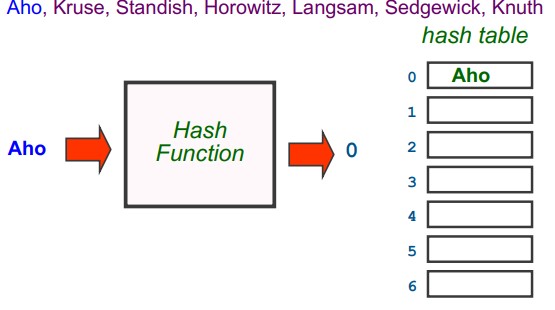 Aho, Kruse, Standish, Horowitz, Langsam, Sedgewick, Knuth
hash table
0 Aho
1
2
3
4
5
6
Aho
Hash
Function
0